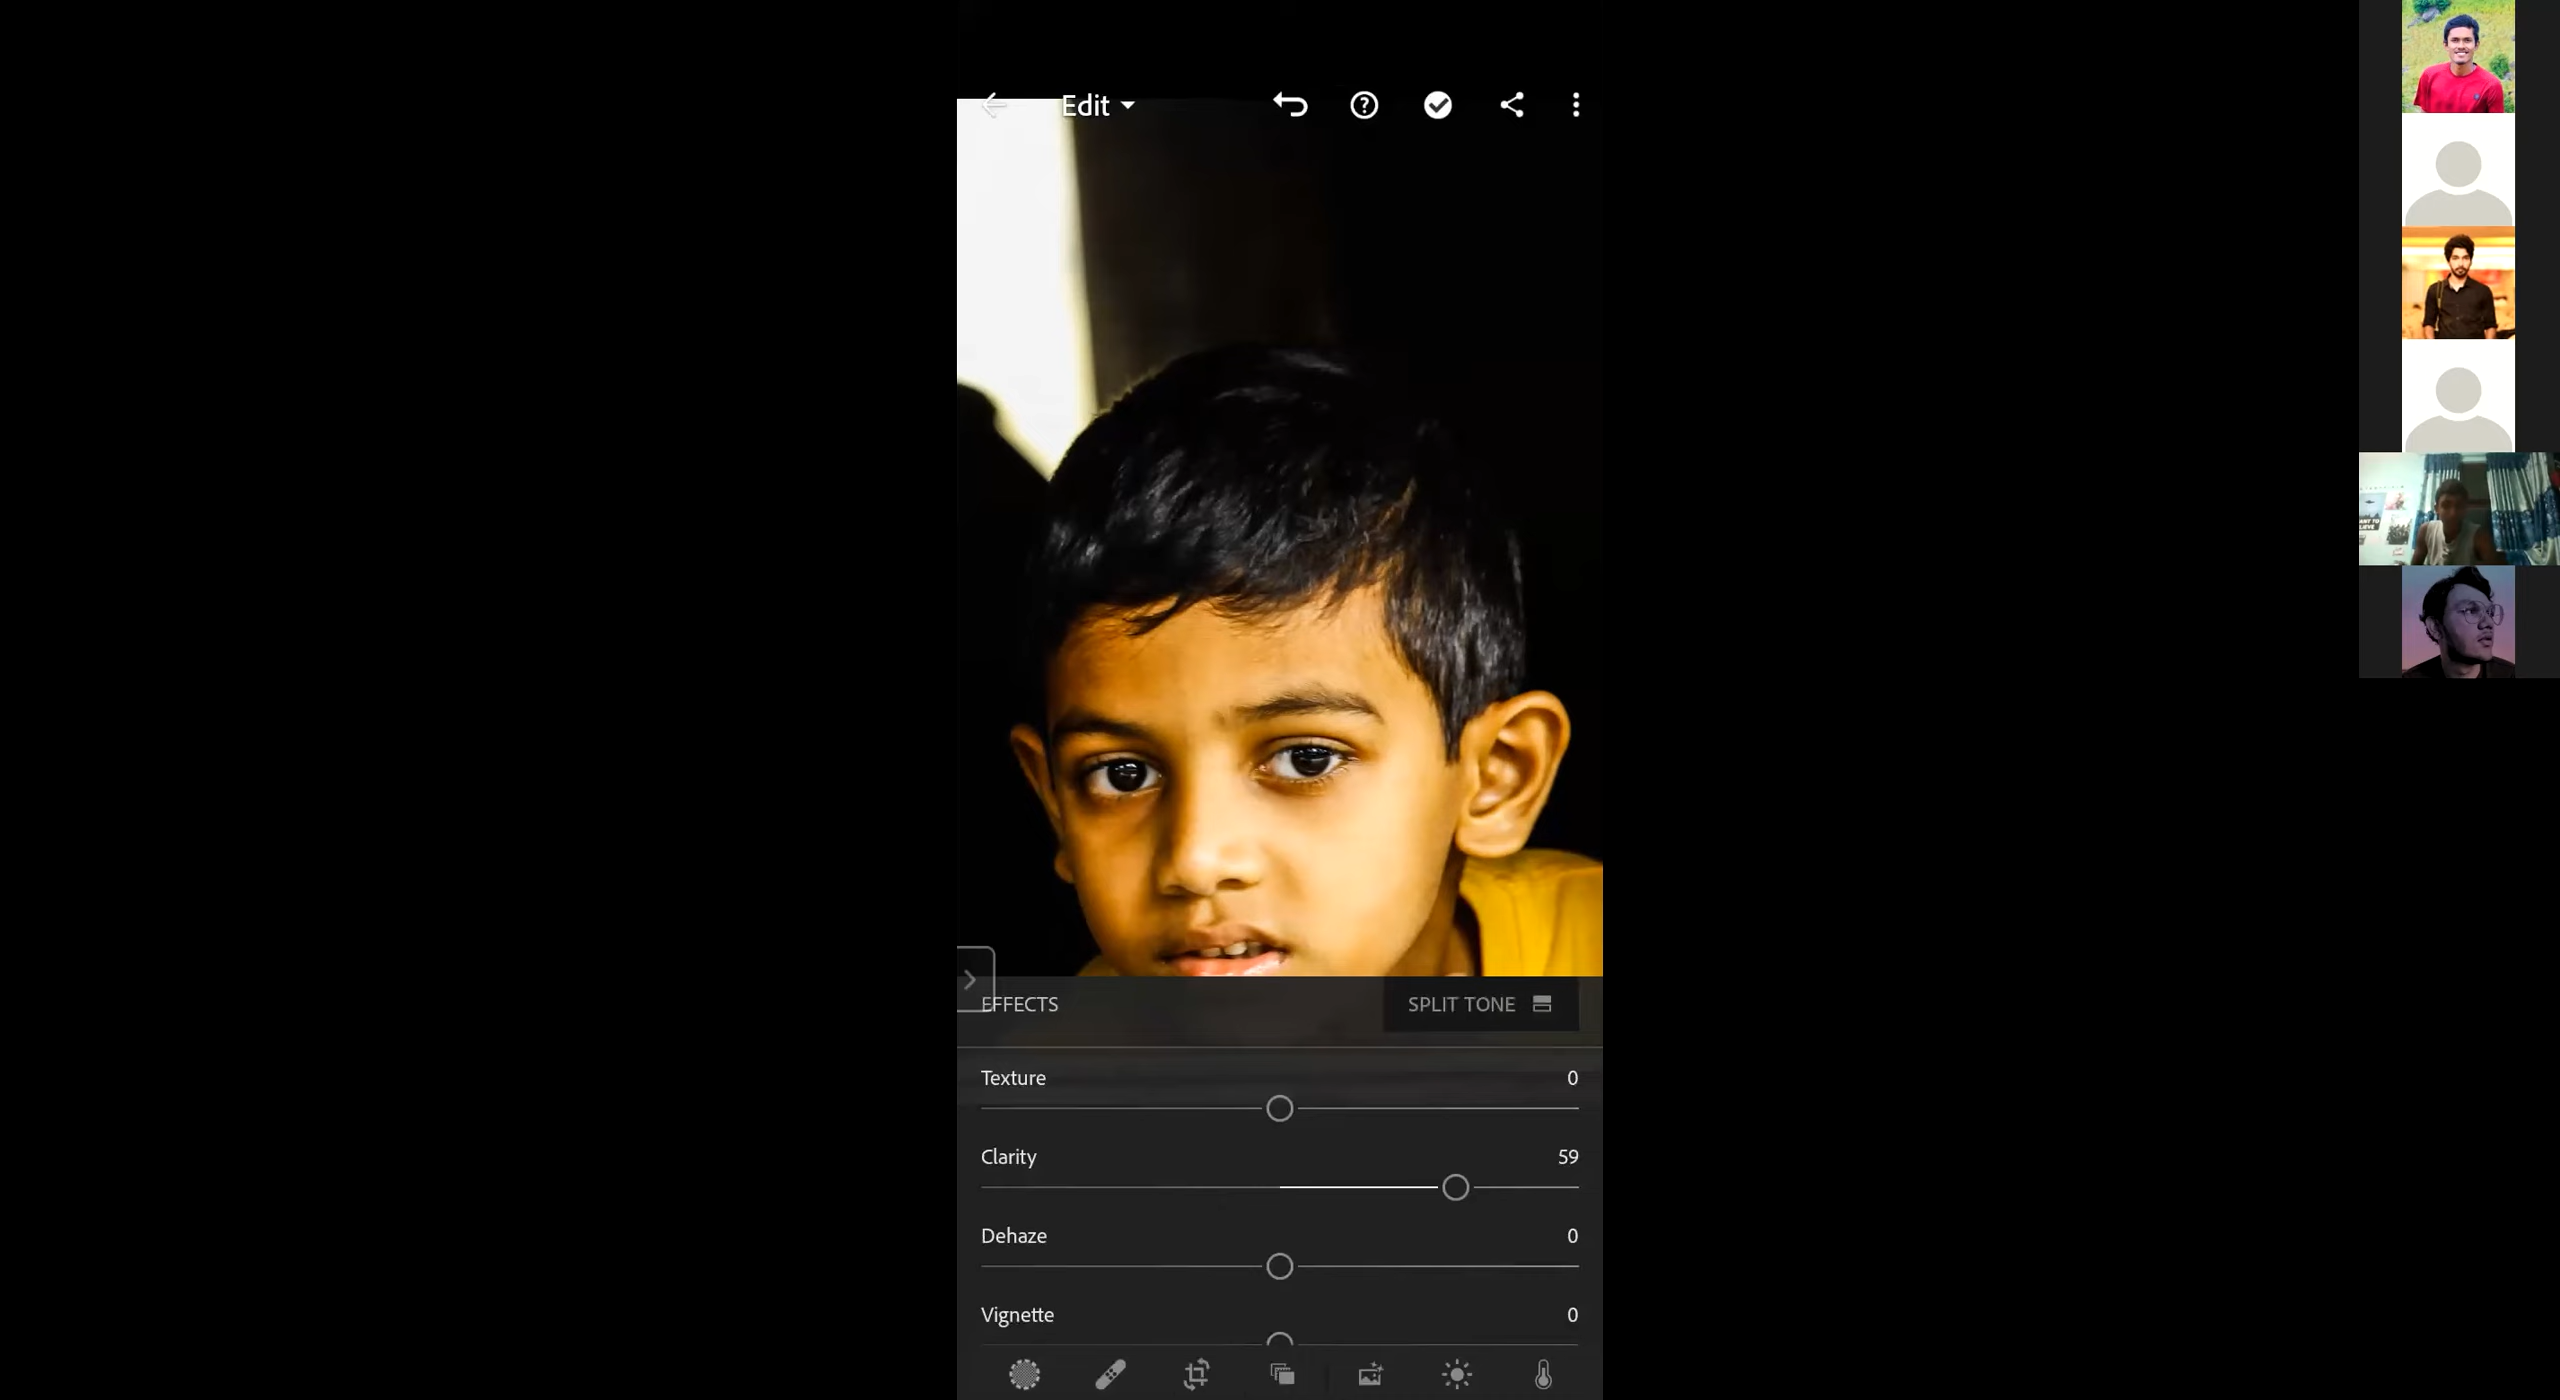 Edit
EFFECTS
SPLIT TONE
Texture 0
Clarity 59
Dehaze 0
Vignette 0